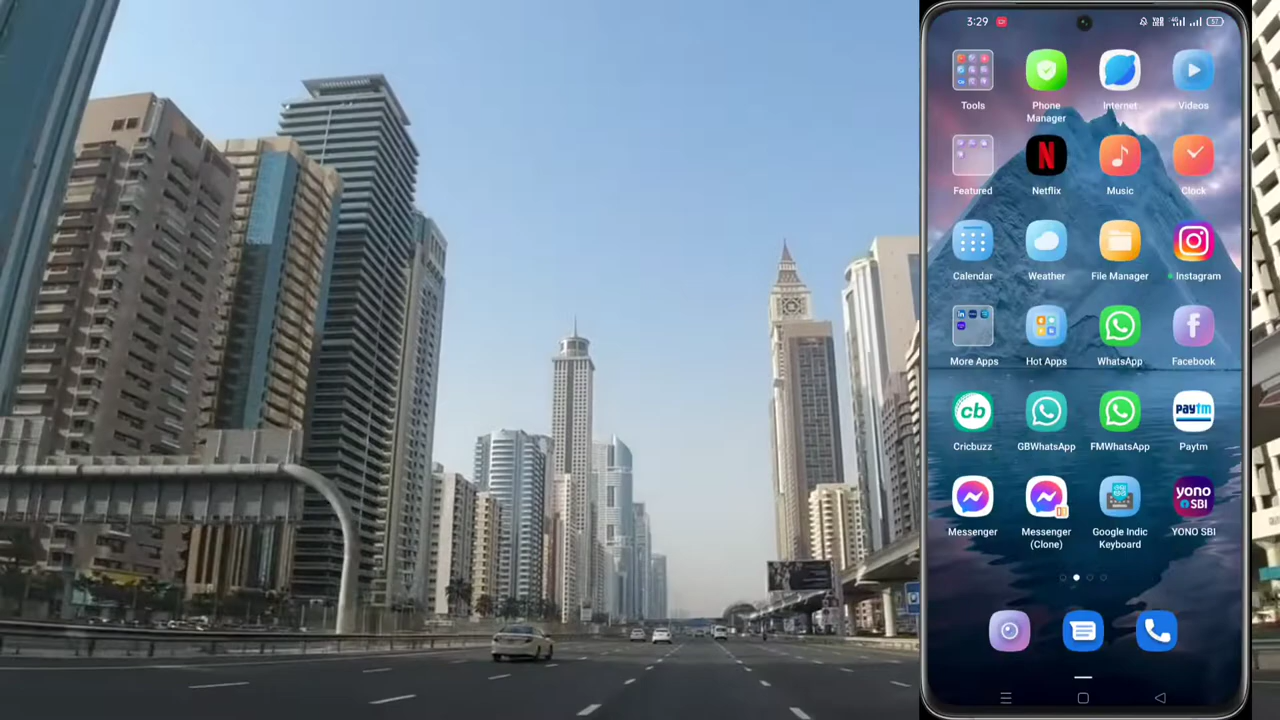 3:29
57
Tools
Phone Manager
Internet
Videos
Featured
N
Netflix
Music
Clock
Calendar
Weather
File Manager
Instagram
in
More Apps
Hot Apps
WhatsApp
f
Facebook
cb
Cricbuzz
GBWhatsApp
FMWhatsApp
paytm
Paytm
Messenger
Messenger (Clone)
Google Indic Keyboard
yono
SBI
YONO SBI